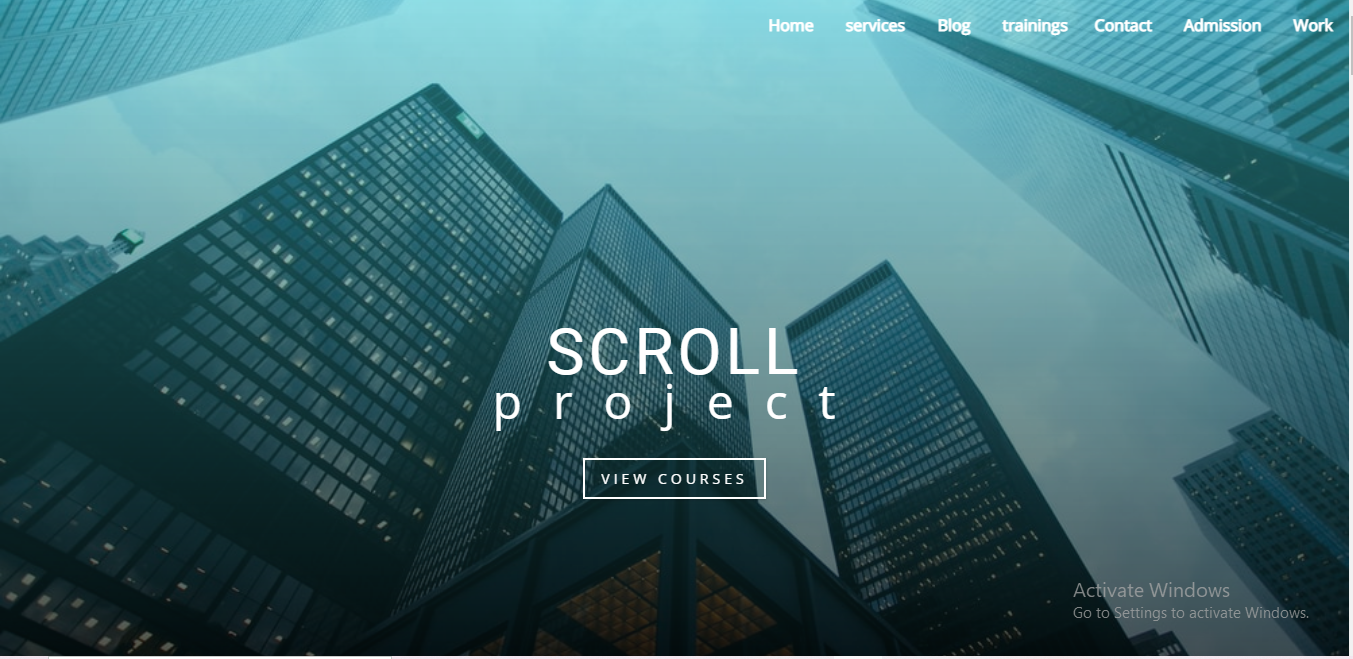 Home services Blog trainings Contact Admission Work
SCROLL
project
VIEW COURSES
Activate Windows
Go to Settings to activate Windows.